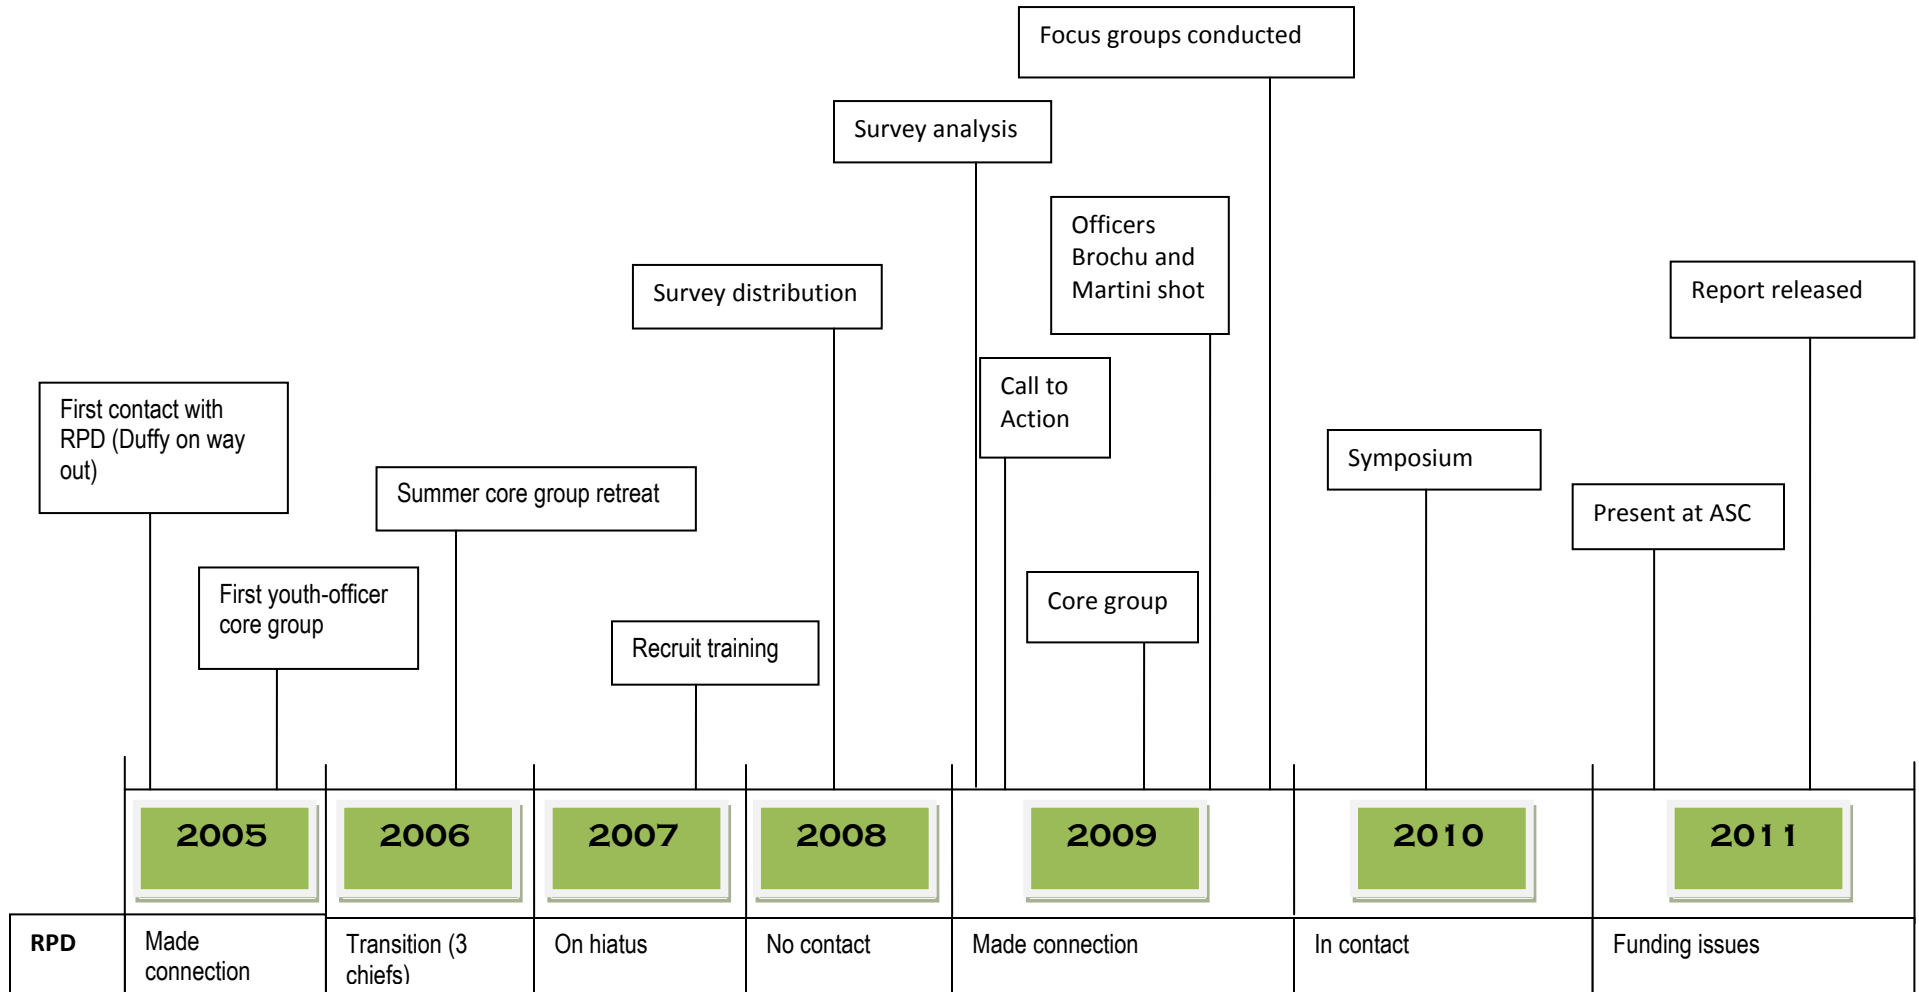 Focus groups conducted
Survey analysis
Officers
Brochu and
Martini shot
Survey distribution
Report released
Call to
Action
First contact with
RPD (Duffy on way
out)
Symposium
Summer core group retreat
Present at ASC
First youth-officer
core group
Core group
Recruit training
2005
2006
2007
2008
2009
2010
2011
RPD
Made
connection
Transition (3
chiefs)
On hiatus
No contact
Made connection
In contact
Funding issues